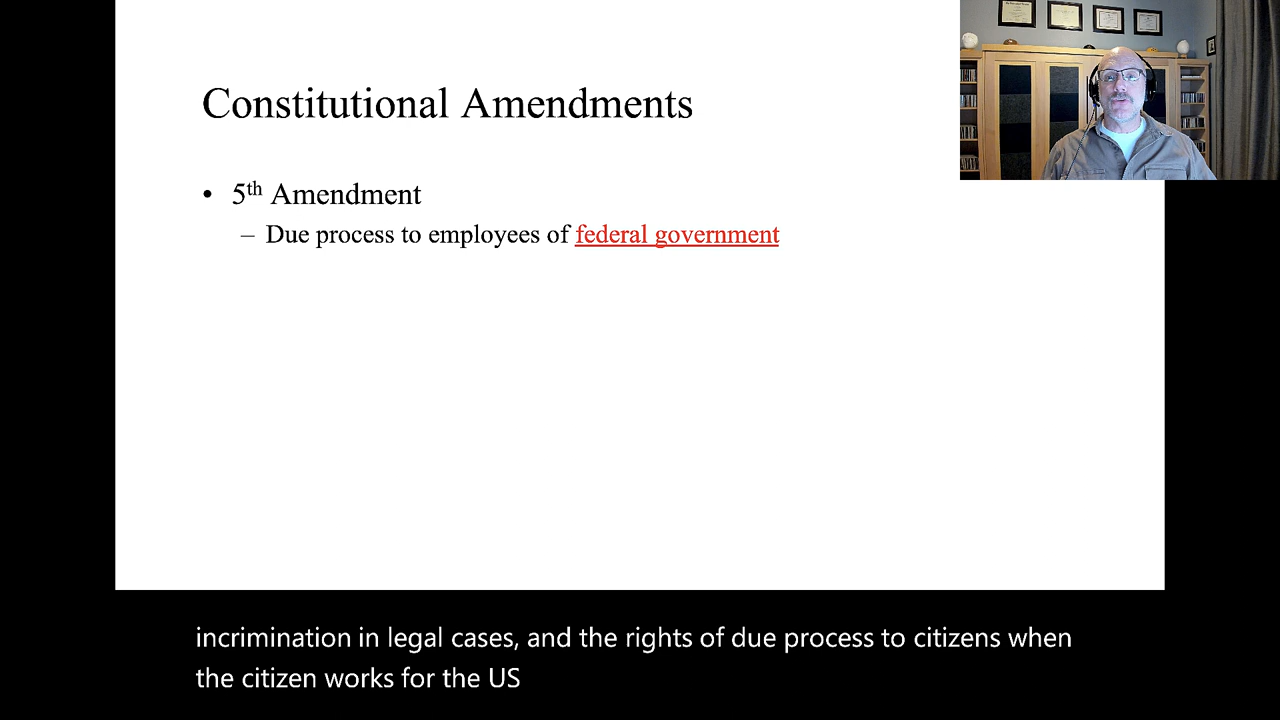 Constitutional Amendments
• 5th Amendment
– Due process to employees of federal government
incrimination in legal cases, and the rights of due process to citizens when
the citizen works for the US